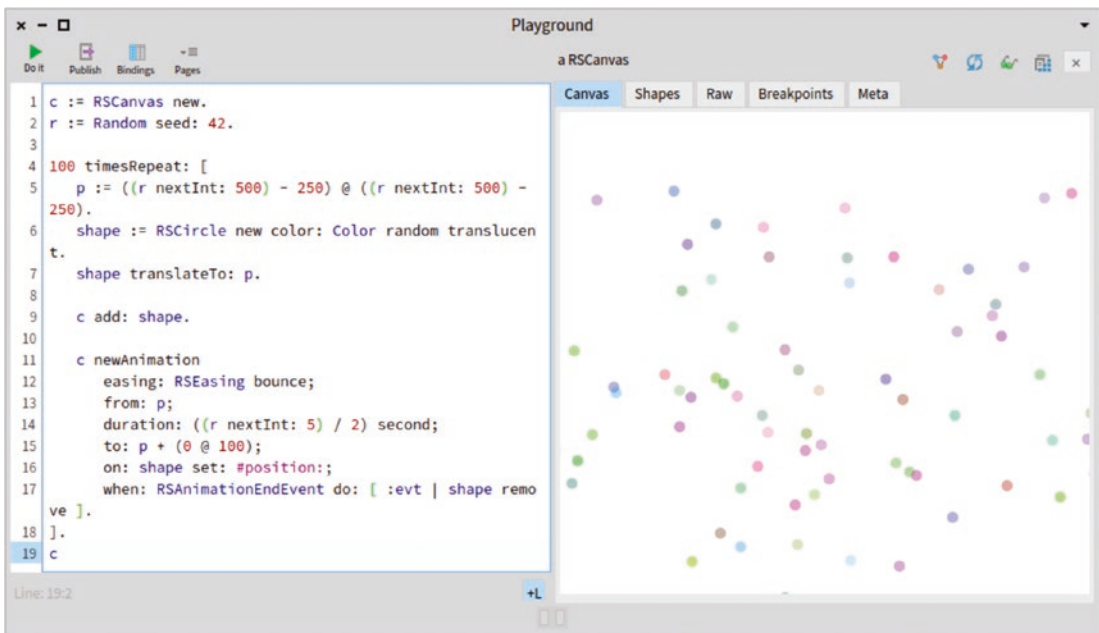 Playground
Do it
Publish
Bindings
Pages
a RSCanvas
Canvas
Shapes
Raw
Breakpoints
Meta
1 c := RSCanvas new.
2 r := Random seed: 42.
3
4 100 timesRepeat: [
5 p := ((r nextInt: 500) - 250) @ ((r nextInt: 500) -
250).
6 shape := RSCircle new color: Color random translucen
t.
7 shape translateTo: p.
8
9 c add: shape.
10
11 c newAnimation
12 easing: RSEasing bounce;
13 from: p;
14 duration: ((r nextInt: 5) / 2) second;
15 to: p + (0 @ 100);
16 on: shape set: #position:;
17 when: RSAnimationEndEvent do: [ :evt | shape remo
ve ].
18 ].
19 c
Line: 19:2
+L